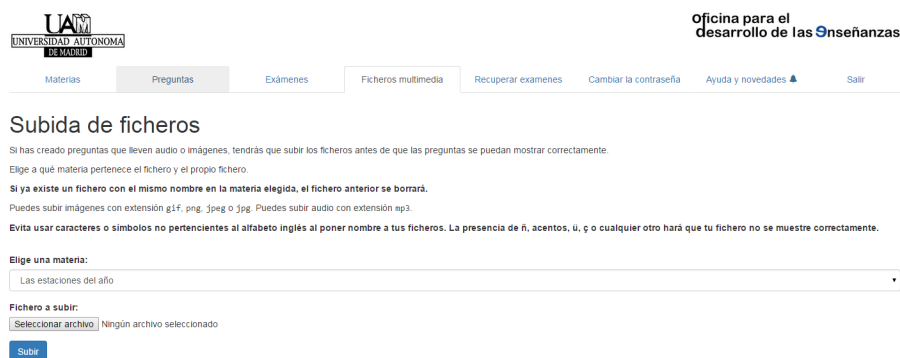 UAM
UNIVERSIDAD AUTONOMA
DE MADRID
Oficina para el
desarrollo de las enseñanzas
Materias Preguntas Exámenes Ficheros multimedia Recuperar examenes Cambiar la contraseña Ayuda y novedades Salir
Subida de ficheros
Si has creado preguntas que lleven audio o imágenes, tendrás que subir los ficheros antes de que las preguntas se puedan mostrar correctamente.
Elige a qué materia pertenece el fichero y el propio fichero.
Si ya existe un fichero con el mismo nombre en la materia elegida, el fichero anterior se borrará.
Puedes subir imágenes con extensión gif, png, jpeg o jpg. Puedes subir audio con extensión mp3.
Evita usar caracteres o símbolos no pertencientes al alfabeto inglés al poner nombre a tus ficheros. La presencia de ñ, acentos, ü, ç o cualquier otro hará que tu fichero no se muestre correctamente.
Elige una materia:
Las estaciones del año
Fichero a subir:
Seleccionar archivo Ningún archivo seleccionado
Subir